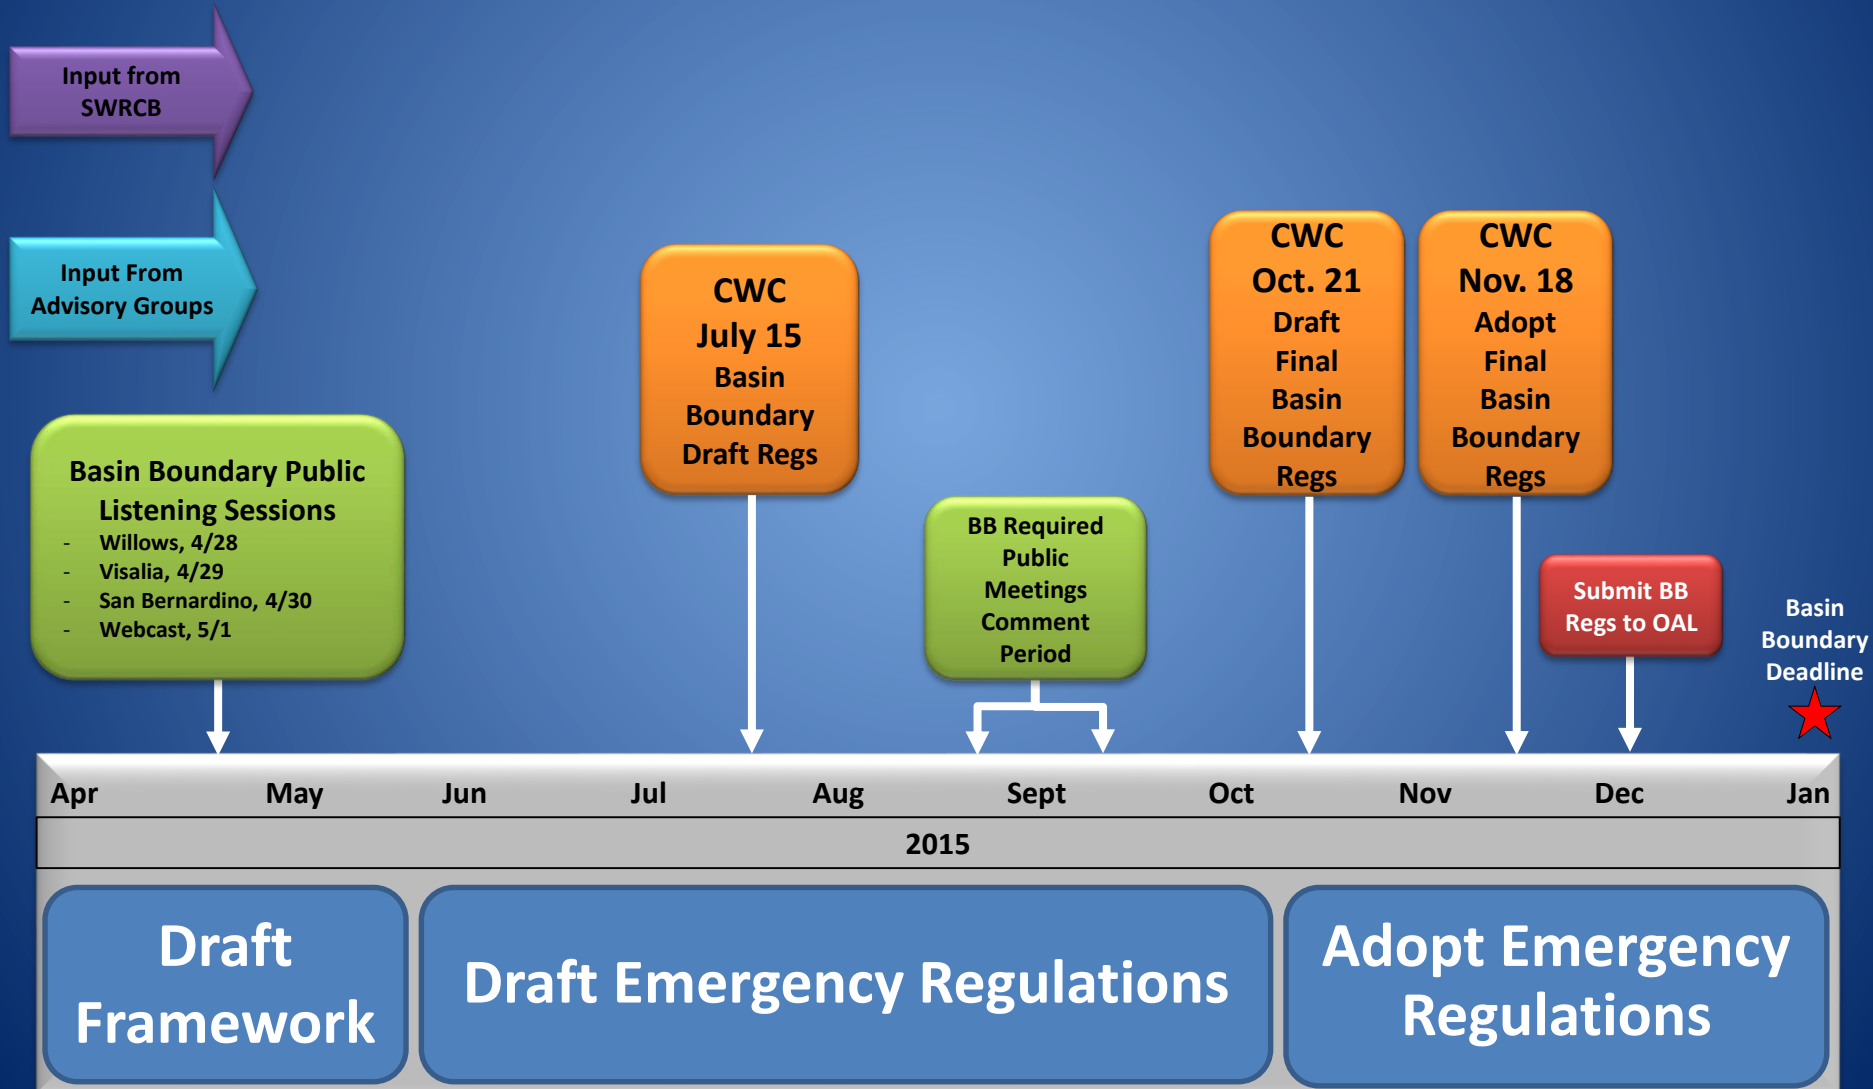 Input from
SWRCB
Input From
Advisory Groups
Basin Boundary Public
Listening Sessions
- Willows, 4/28
- Visalia, 4/29
- San Bernardino, 4/30
- Webcast, 5/1
CWC
July 15
Basin
Boundary
Draft Regs
BB Required
Public
Meetings
Comment
Period
CWC
Oct. 21
Draft
Final
Basin
Boundary
Regs
CWC
Nov. 18
Adopt
Final
Basin
Boundary
Regs
Submit BB
Regs to OAL
Basin
Boundary
Deadline
Apr May Jun Jul Aug Sept Oct Nov Dec Jan
2015
Draft
Framework
Draft Emergency Regulations
Adopt Emergency
Regulations